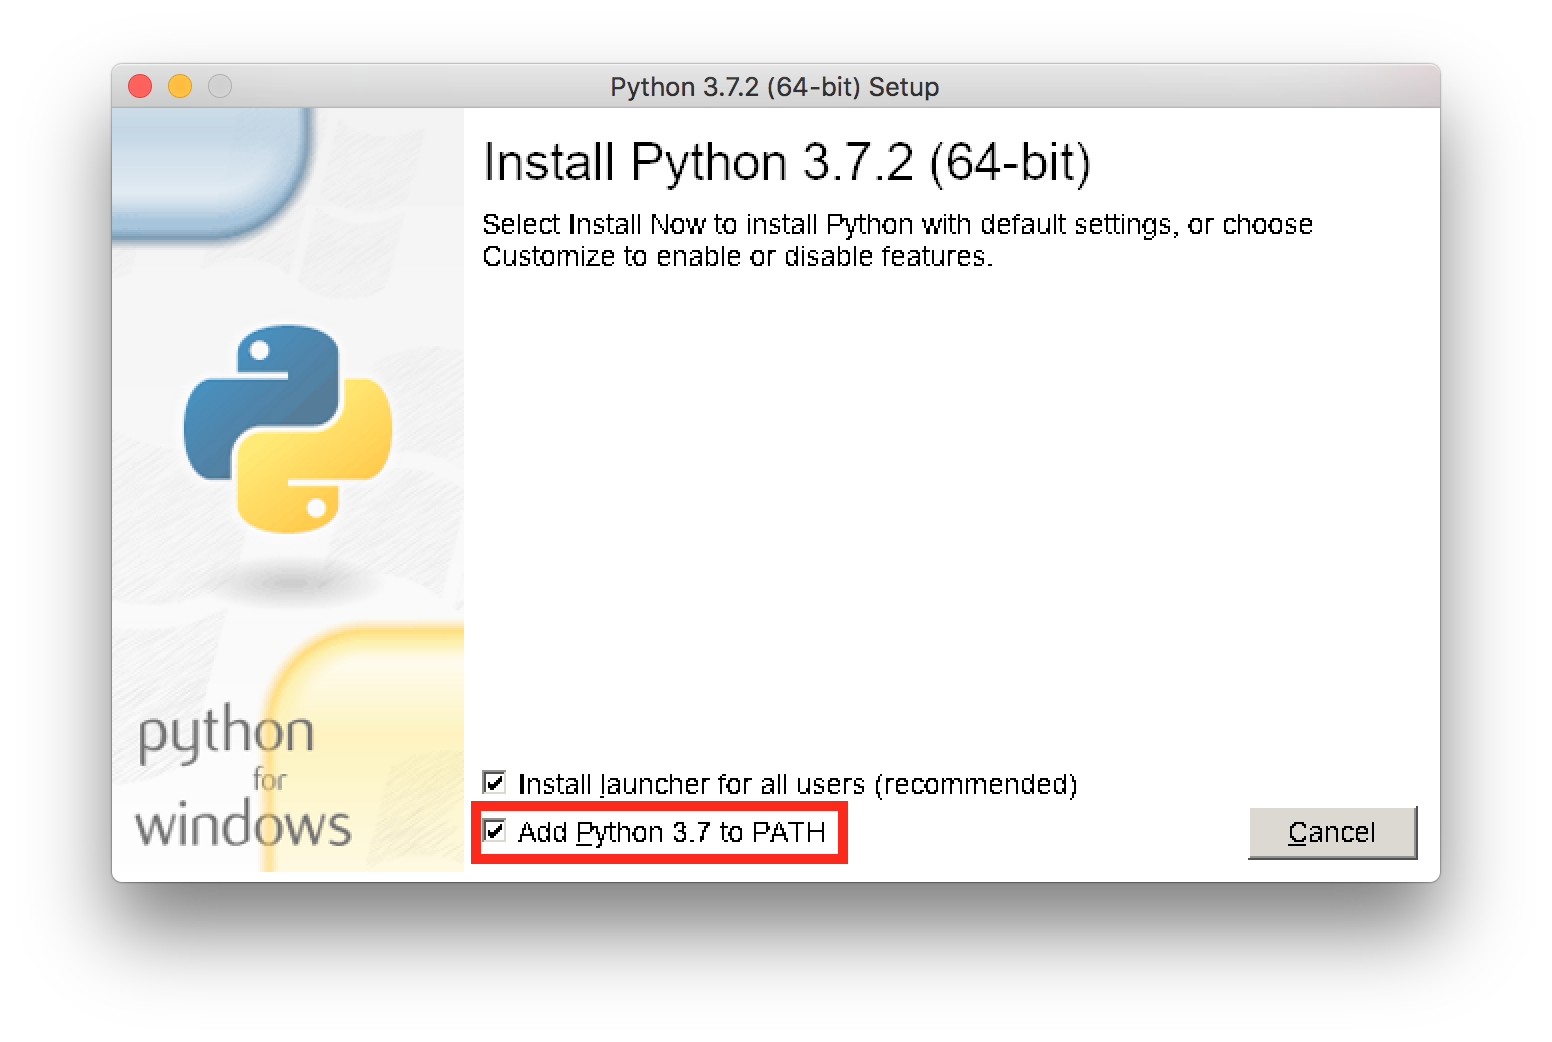 Python 3.7.2 (64-bit) Setup
Install Python 3.7.2 (64-bit)
Select Install Now to install Python with default settings, or choose
Customize to enable or disable features.
python
for
windows
Install launcher for all users (recommended)
Add Python 3.7 to PATH
Cancel